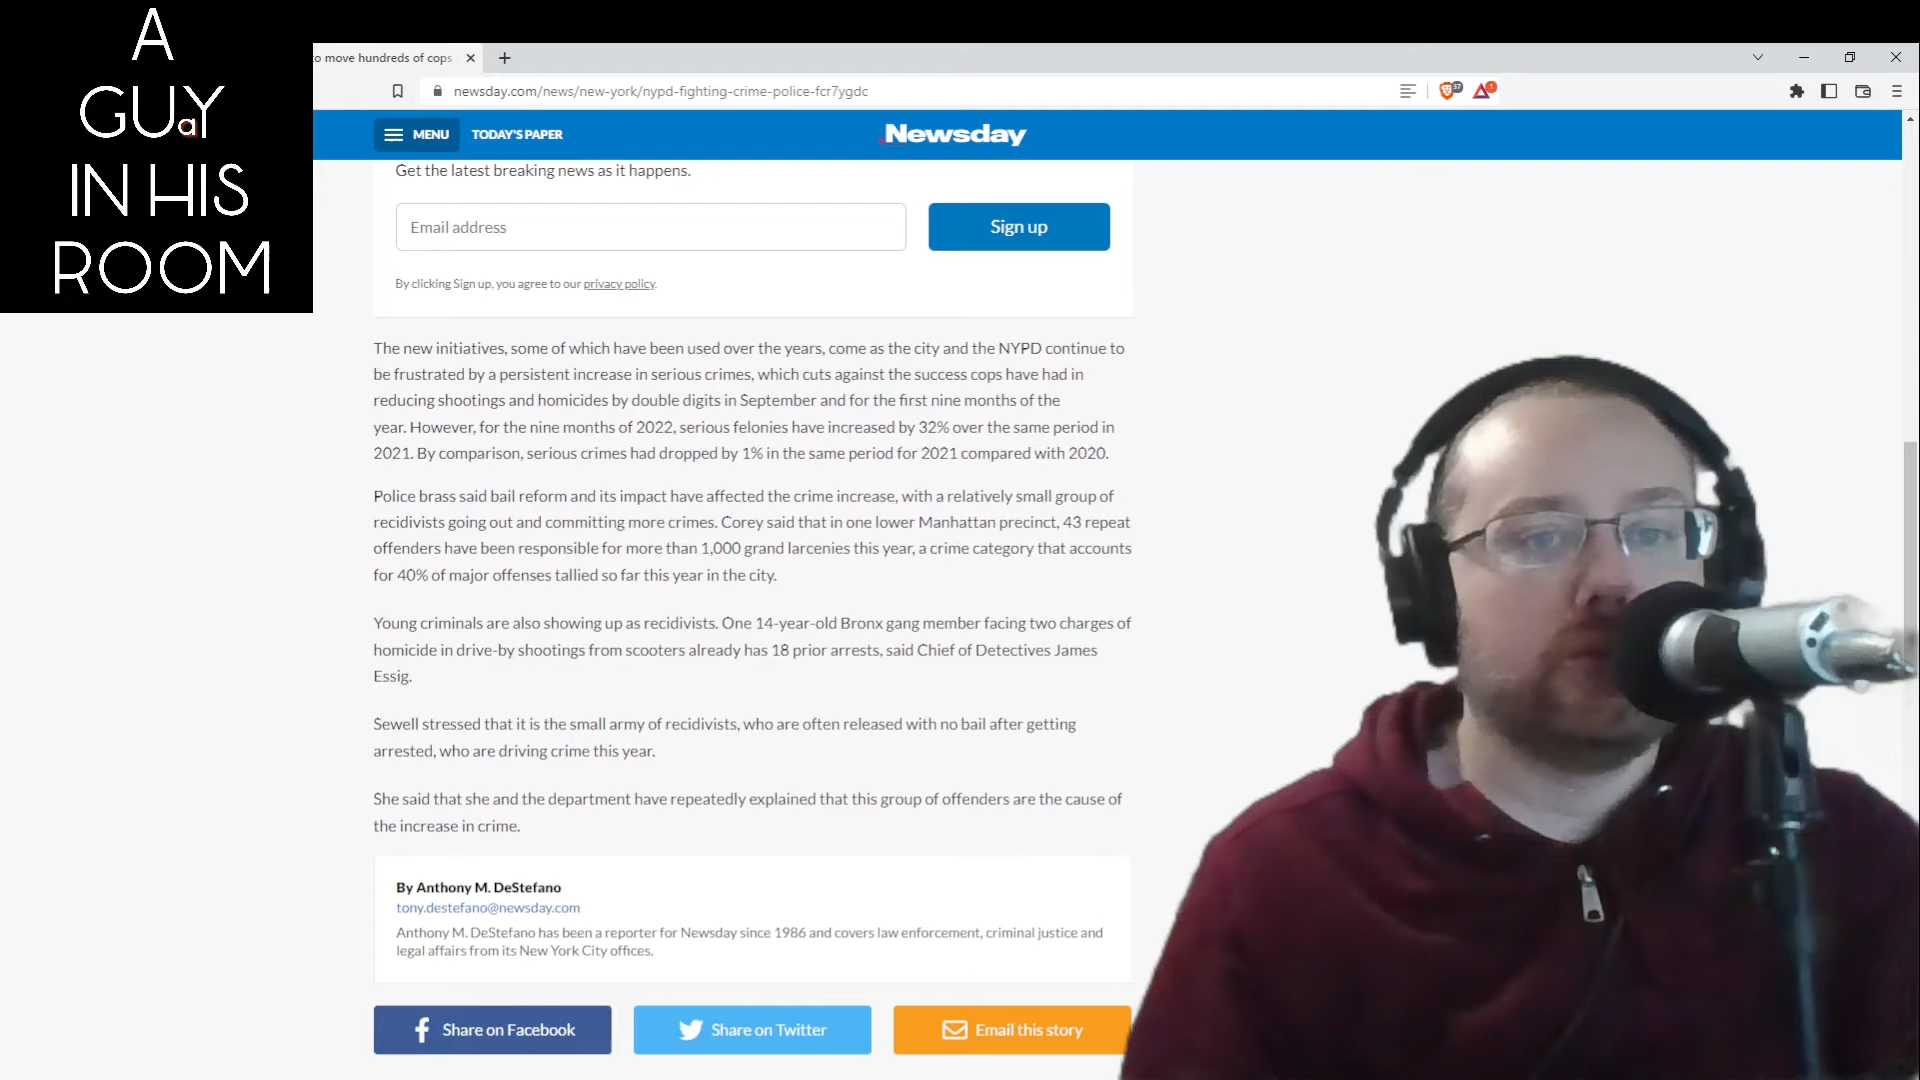 A
GUY
a
IN HIS
ROOM
to move hundreds of cops
newsday.com/news/new-york/nypd-fighting-crime-police-fcr7ygdc
37
1
MENU
TODAY'S PAPER
Newsday
Get the latest breaking news as it happens.
Email address
Sign up
By clicking Sign up, you agree to our privacy policy.
The new initiatives, some of which have been used over the years, come as the city and the NYPD continue to
be frustrated by a persistent increase in serious crimes, which cuts against the success cops have had in
reducing shootings and homicides by double digits in September and for the first nine months of the
year. However, for the nine months of 2022, serious felonies have increased by 32% over the same period in
2021. By comparison, serious crimes had dropped by 1% in the same period for 2021 compared with 2020.
Police brass said bail reform and its impact have affected the crime increase, with a relatively small group of
recidivists going out and committing more crimes. Corey said that in one lower Manhattan precinct, 43 repeat
offenders have been responsible for more than 1,000 grand larcenies this year, a crime category that accounts
for 40% of major offenses tallied so far this year in the city.
Young criminals are also showing up as recidivists. One 14-year-old Bronx gang member facing two charges of
homicide in drive-by shootings from scooters already has 18 prior arrests, said Chief of Detectives James
Essig.
Sewell stressed that it is the small army of recidivists, who are often released with no bail after getting
arrested, who are driving crime this year.
She said that she and the department have repeatedly explained that this group of offenders are the cause of
the increase in crime.
By Anthony M. DeStefano
tony.destefano@newsday.com
Anthony M. DeStefano has been a reporter for Newsday since 1986 and covers law enforcement, criminal justice and
legal affairs from its New York City offices.
Share on Facebook
Share on Twitter
Email this story